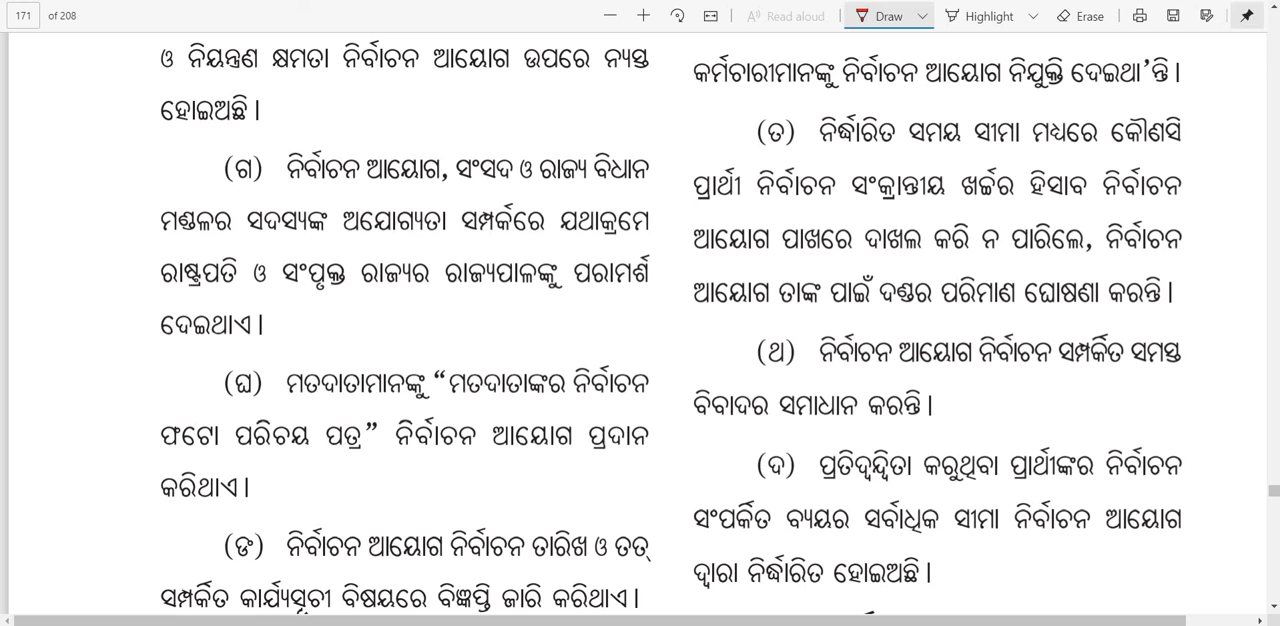 171
of 208
Read aloud
Draw
Highlight
Erase
ଓ ନିୟନ୍ତ୍ରଣ କ୍ଷମତା ନିର୍ବାଚନ ଆୟୋଗ ଉପରେ ନ୍ୟସ୍ତ
ହୋଇଅଛି ।
(ଗ) ନିର୍ବାଚନ ଆୟୋଗ, ସଂସଦ ଓ ରାଜ୍ୟ ବିଧାନ
ମଣ୍ଡଳର ସଦସ୍ୟଙ୍କ ଅଯୋଗ୍ୟତା ସମ୍ପର୍କରେ ଯଥାକ୍ରମେ
ରାଷ୍ଟ୍ରପତି ଓ ସଂପୃକ୍ତ ରାଜ୍ୟର ରାଜ୍ୟପାଳଙ୍କୁ ପରାମର୍ଶ
ଦେଇଥାଏ ।
(ଘ) ମତଦାତାମାନଙ୍କୁ “ମତଦାତାଙ୍କର ନିର୍ବାଚନ
ଫଟୋ ପରିଚୟ ପତ୍ର” ନିର୍ବାଚନ ଆୟୋଗ ପ୍ରଦାନ
କରିଥାଏ ।
(ଙ) ନିର୍ବାଚନ ଆୟୋଗ ନିର୍ବାଚନ ତାରିଖ ଓ ତତ୍
ସମ୍ପର୍କିତ କାର୍ଯ୍ୟସୂଚୀ ବିଷୟରେ ବିଜ୍ଞପ୍ତି ଜାରି କରିଥାଏ ।
କର୍ମଚାରୀମାନଙ୍କୁ ନିର୍ବାଚନ ଆୟୋଗ ନିଯୁକ୍ତି ଦେଇଥା’ନ୍ତି ।
(ତ) ନିର୍ଦ୍ଧାରିତ ସମୟ ସୀମା ମଧ୍ୟରେ କୌଣସି
ପ୍ରାର୍ଥୀ ନିର୍ବାଚନ ସଂକ୍ରାନ୍ତୀୟ ଖର୍ଚ୍ଚର ହିସାବ ନିର୍ବାଚନ
ଆୟୋଗ ପାଖରେ ଦାଖଲ କରି ନ ପାରିଲେ, ନିର୍ବାଚନ
ଆୟୋଗ ତାଙ୍କ ପାଇଁ ଦଣ୍ଡର ପରିମାଣ ଘୋଷଣା କରନ୍ତି ।
(ଥ) ନିର୍ବାଚନ ଆୟୋଗ ନିର୍ବାଚନ ସମ୍ପର୍କିତ ସମସ୍ତ
ବିବାଦର ସମାଧାନ କରନ୍ତି ।
(ଦ) ପ୍ରତିଦ୍ୱନ୍ଦ୍ୱିତା କରୁଥିବା ପ୍ରାର୍ଥୀଙ୍କର ନିର୍ବାଚନ
ସଂପର୍କିତ ବ୍ୟୟର ସର୍ବାଧିକ ସୀମା ନିର୍ବାଚନ ଆୟୋଗ
ଦ୍ୱାରା ନିର୍ଦ୍ଧାରିତ ହୋଇଅଛି ।